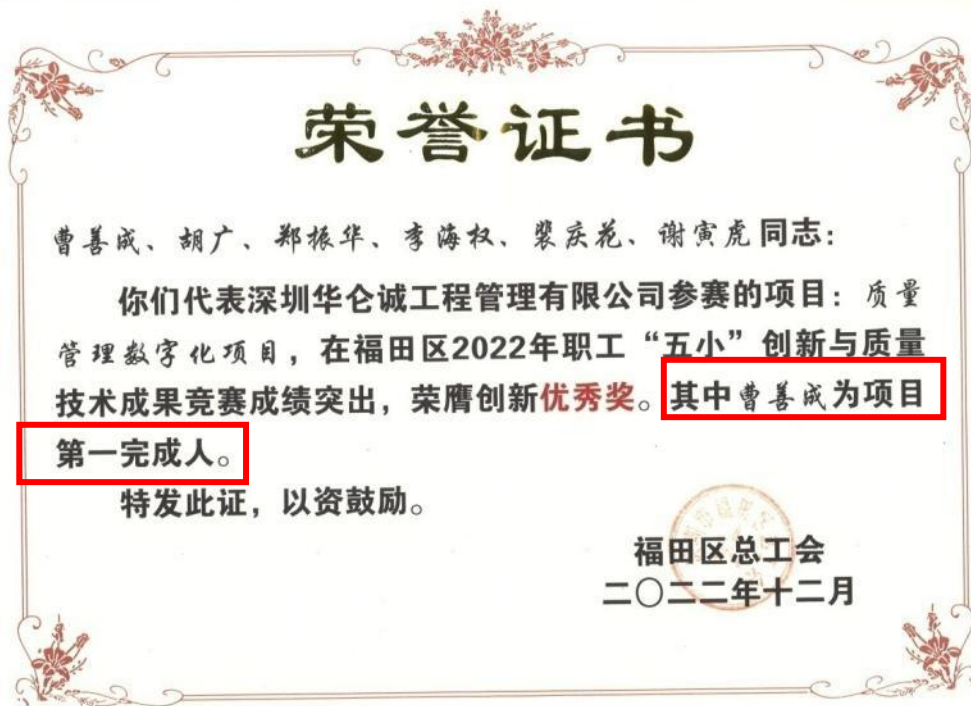 荣誉证书
曹善成、胡广、郑振华、李海权、裴庆花、谢寅虎同志：
你们代表深圳华仑诚工程管理有限公司参赛的项目：质量
管理数字化项目，在福田区2022年职工“五小”创新与质量
技术成果竞赛成绩突出，荣膺创新优秀奖。其中曹善成为项目
第一完成人。
特发此证，以资鼓励。
福田区总工会
二〇二二年十二月